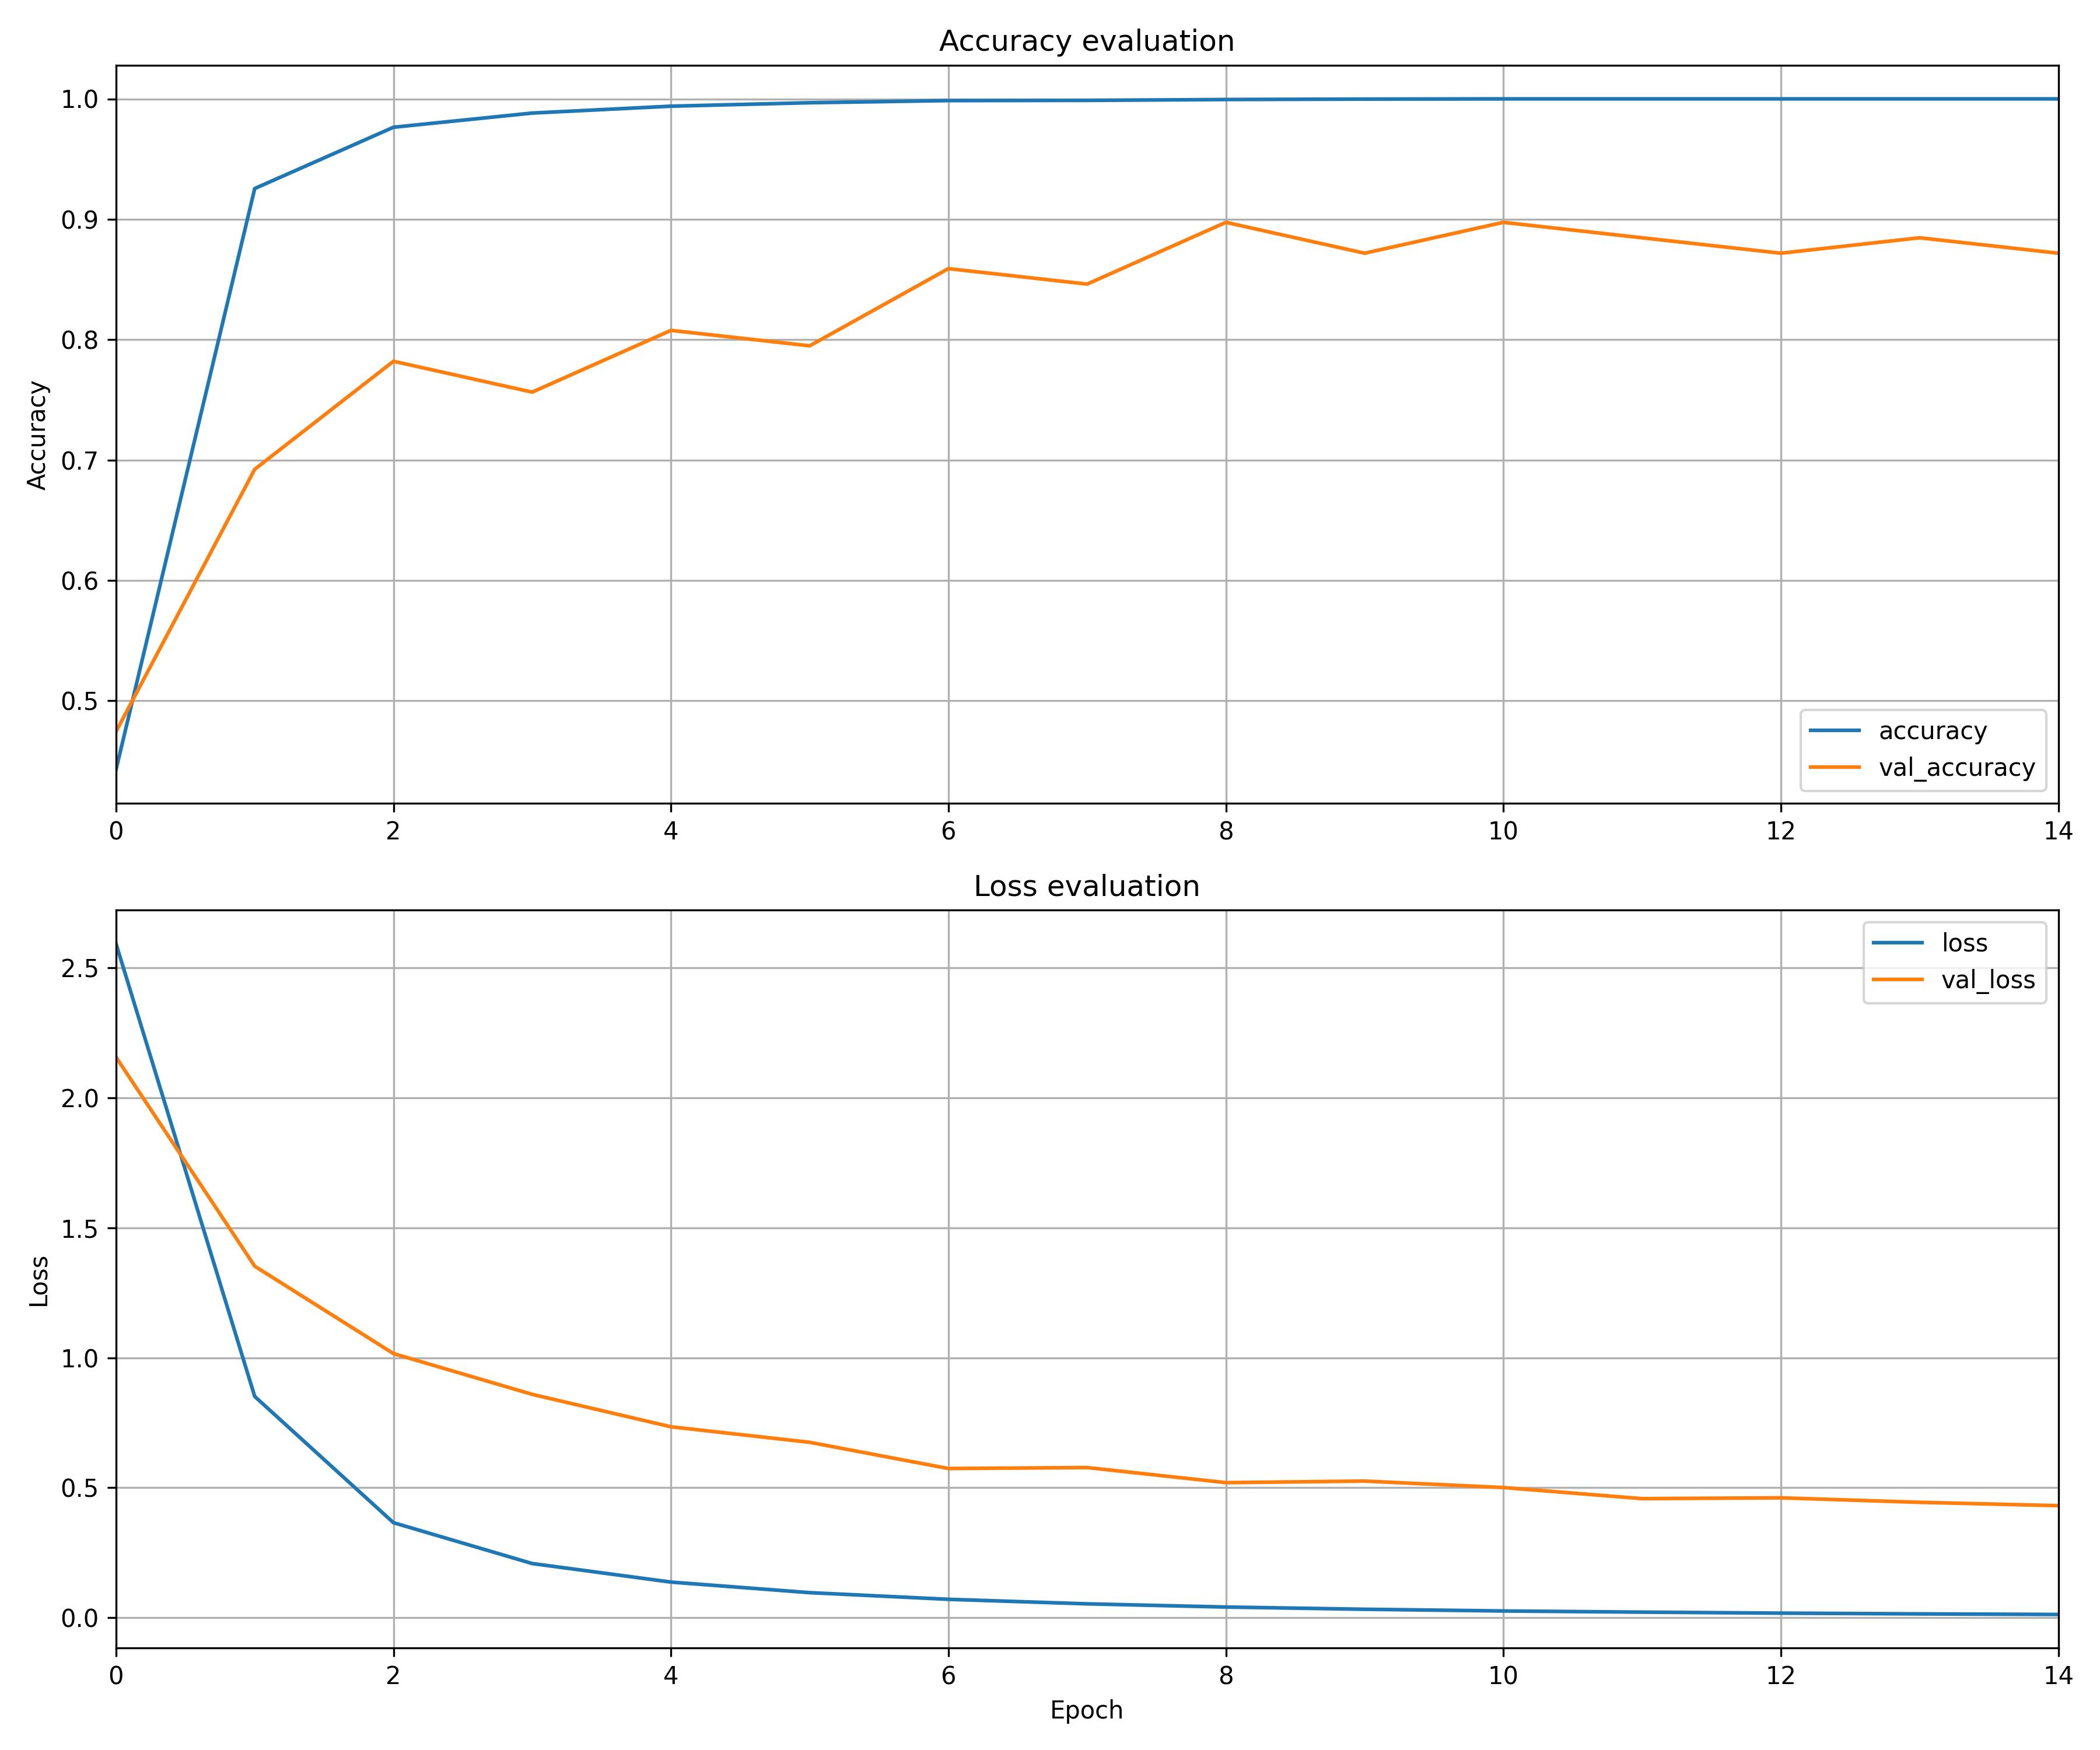 Accuracy evaluation
1.0
0.9
0.8
0.7
0.6
0.5
Accuracy
accuracy
val_accuracy
0 2 4 6 8 10 12 14
Loss evaluation
2.5
2.0
1.5
1.0
0.5
0.0
Loss
loss
val_loss
0 2 4 6 8 10 12 14
Epoch